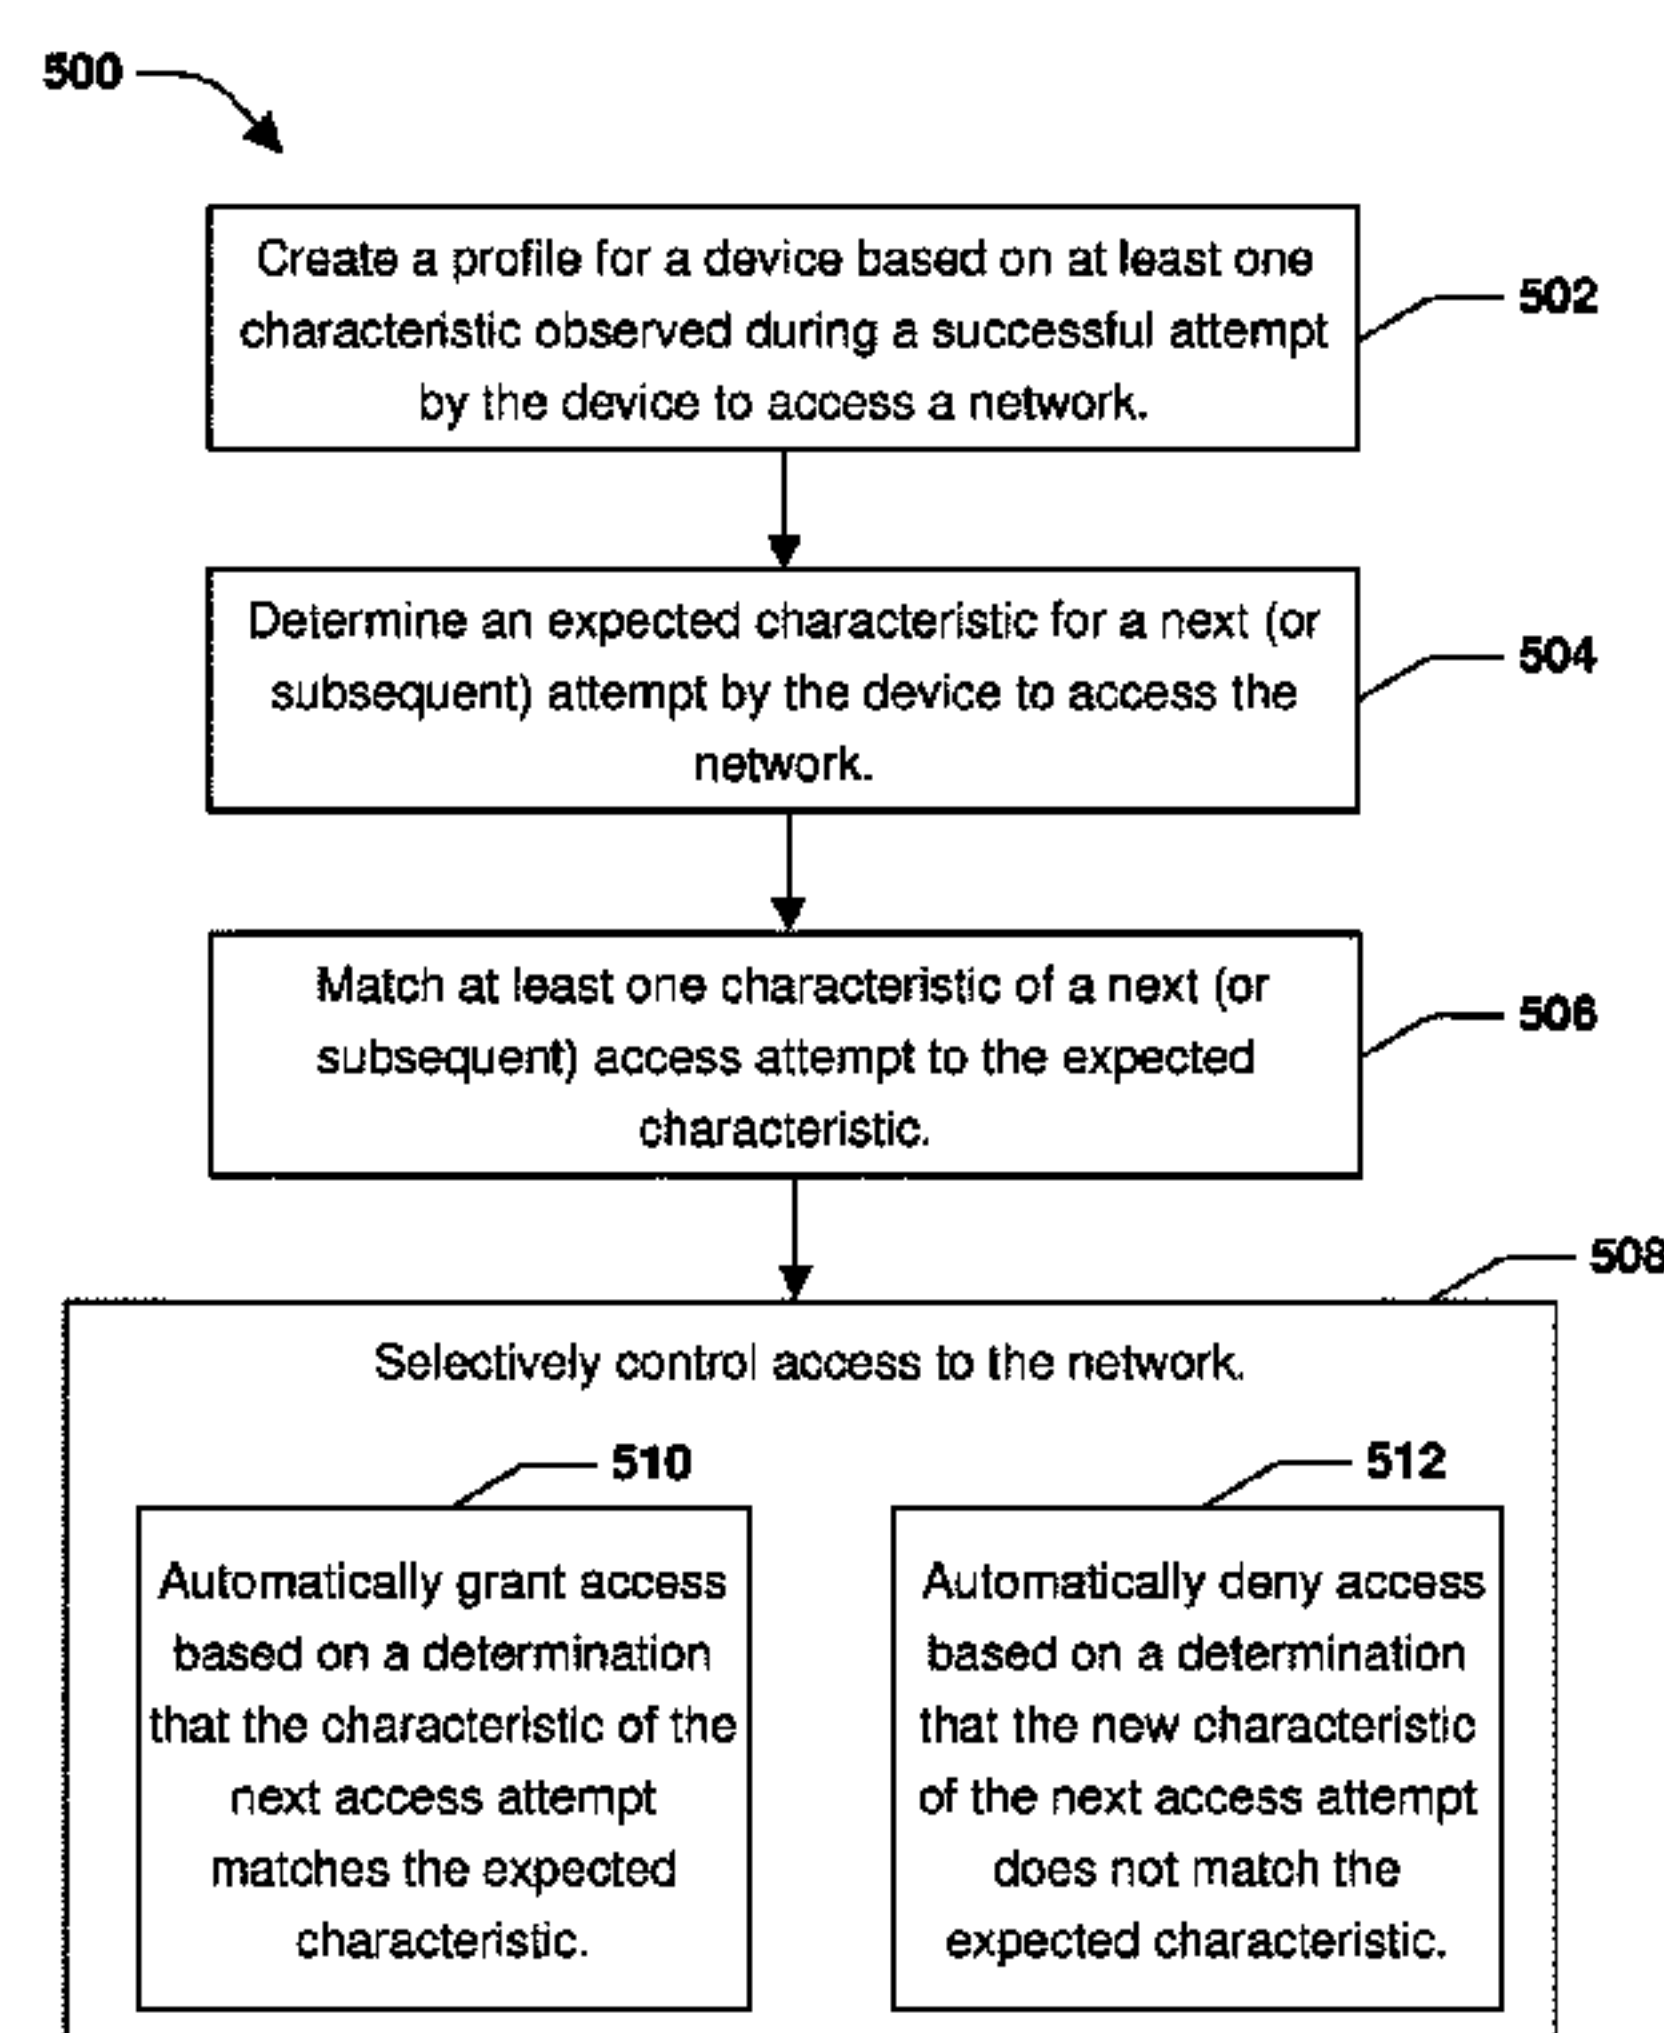 500
Create a profile for a device based on at least one
characteristic observed during a successful attempt
by the device to access a network.
502
Determine an expected characteristic for a next (or
subsequent) attempt by the device to access the
network.
504
Match at least one characteristic of a next (or
subsequent) access attempt to the expected
characteristic.
506
508
Selectively control access to the network.
510
Automatically grant access
based on a determination
that the characteristic of the
next access attempt
matches the expected
characteristic.
512
Automatically deny access
based on a determination
that the new characteristic
of the next access attempt
does not match the
expected characteristic.